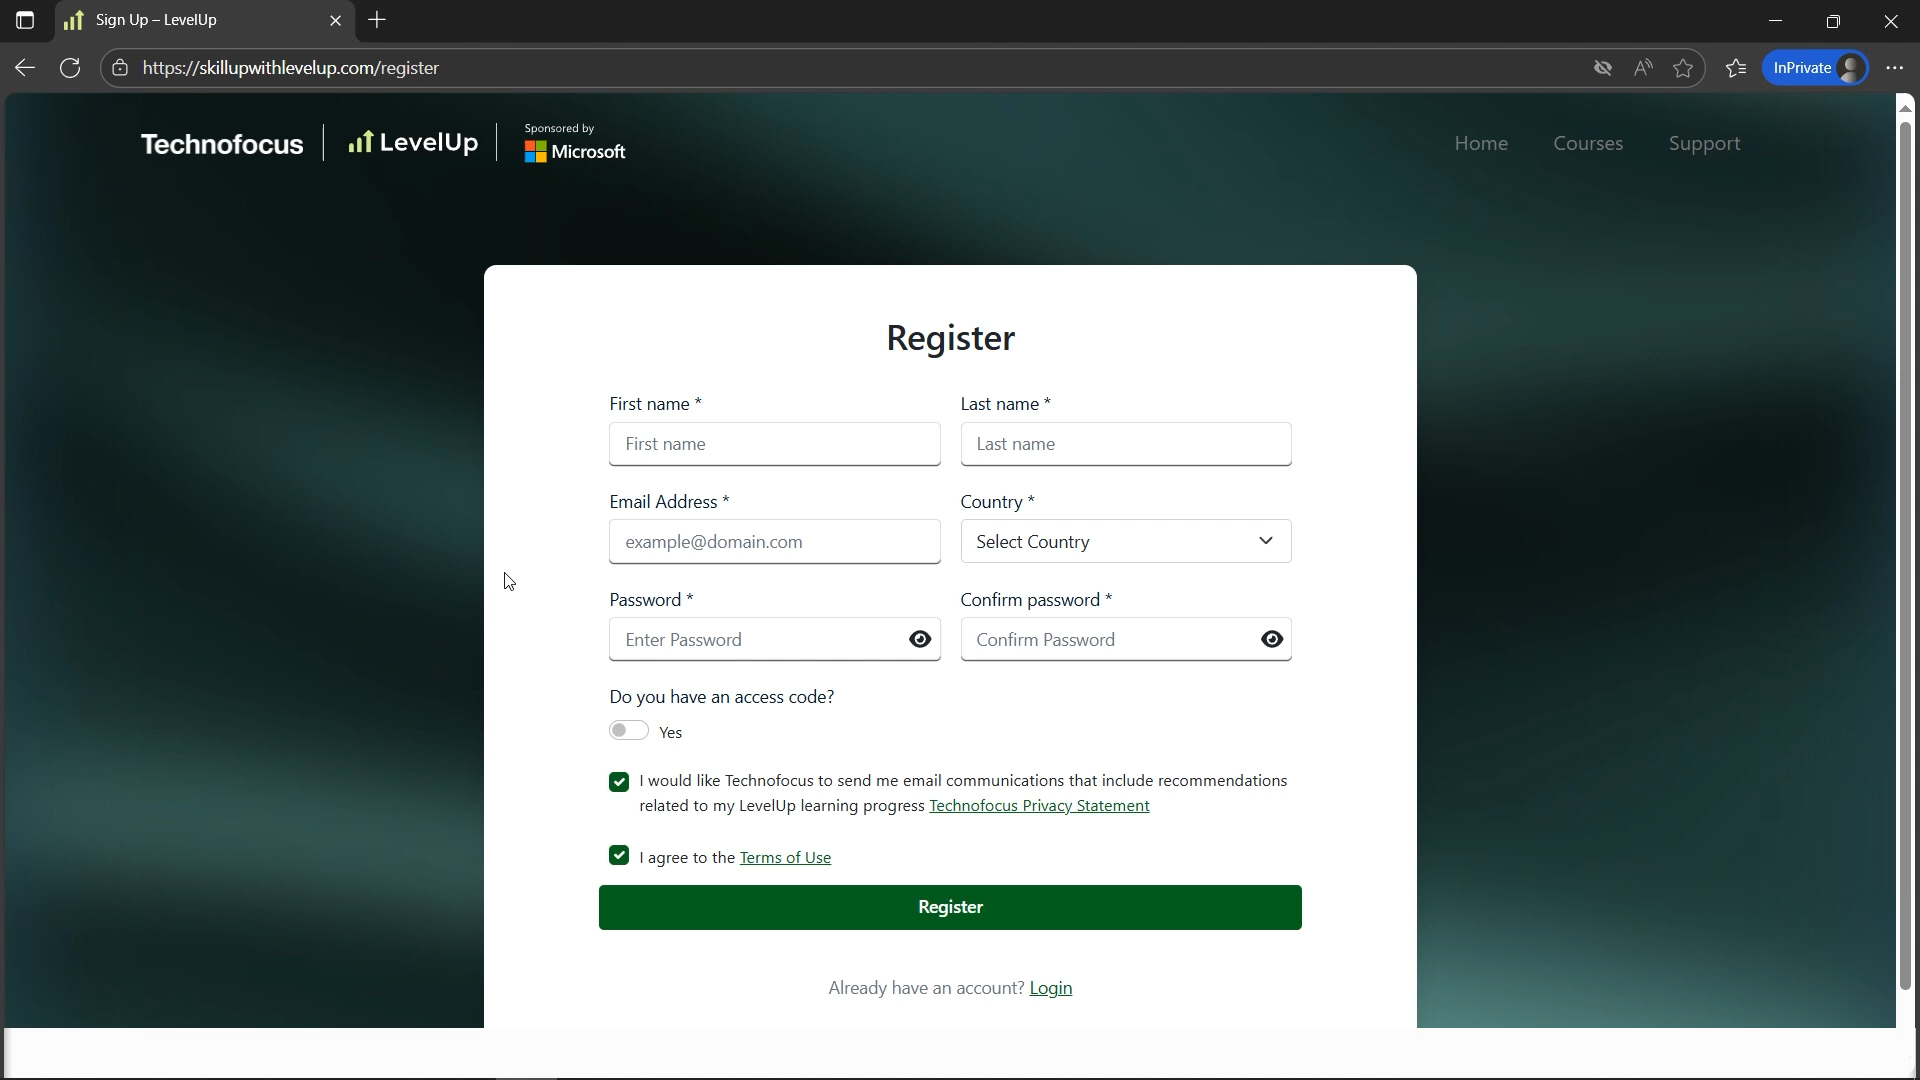 Sign Up – LevelUp
https://skillupwithlevelup.com/register
InPrivate
Technofocus
LevelUp
Sponsored by
Microsoft
Home
Courses
Support
Register
First name *
Last name *
First name
Last name
Email Address *
Country *
example@domain.com
Select Country
Password *
Confirm password *
Enter Password
Confirm Password
Do you have an access code?
Yes
I would like Technofocus to send me email communications that include recommendations
related to my LevelUp learning progress Technofocus Privacy Statement
I agree to the Terms of Use
Register
Already have an account? Login